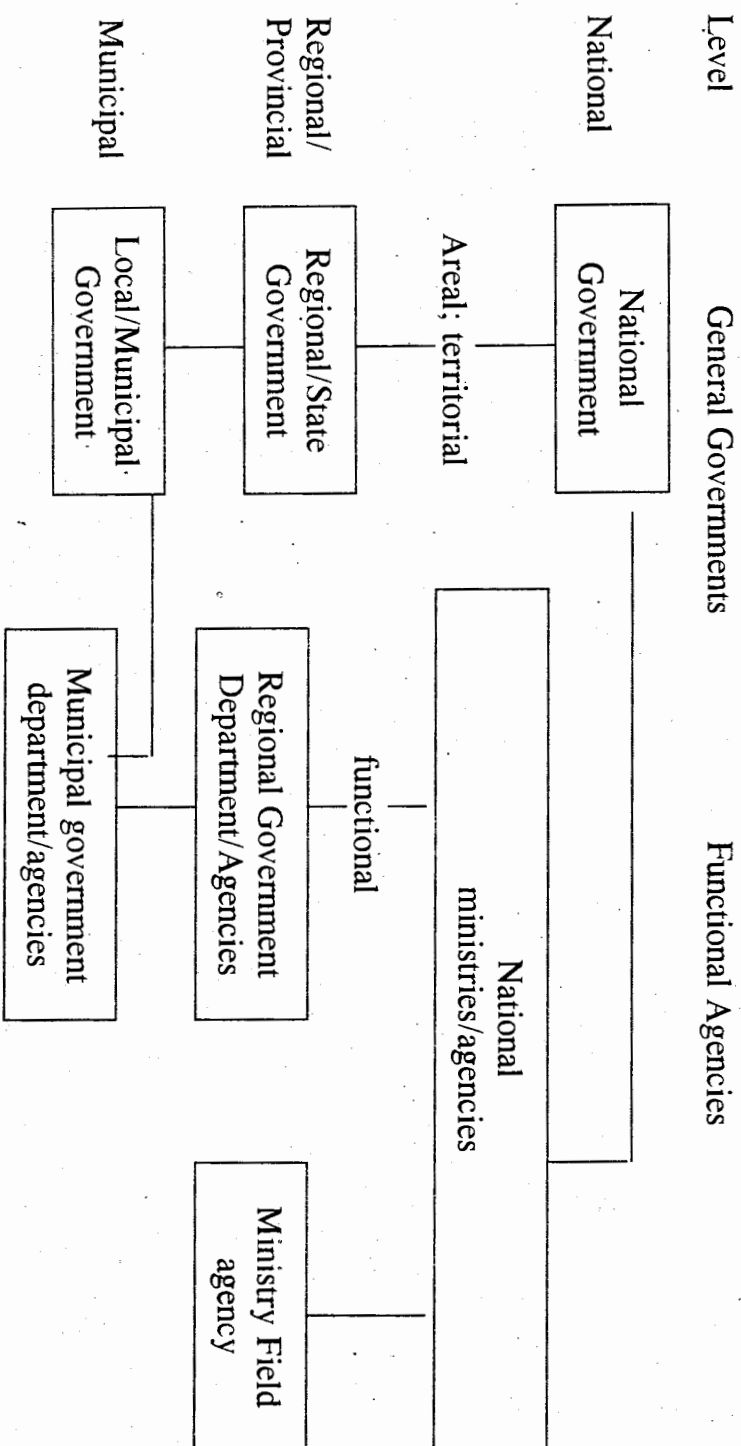 Level
General Governments
Functional Agencies
National
National
Government
National
ministries/agencies
Areal; territorial
functional
Regional/
Provincial
Regional/State
Government
Regional Government
Department/Agencies
Ministry Field
agency
Municipal
Local/Municipal
Government
Municipal government
department/agencies